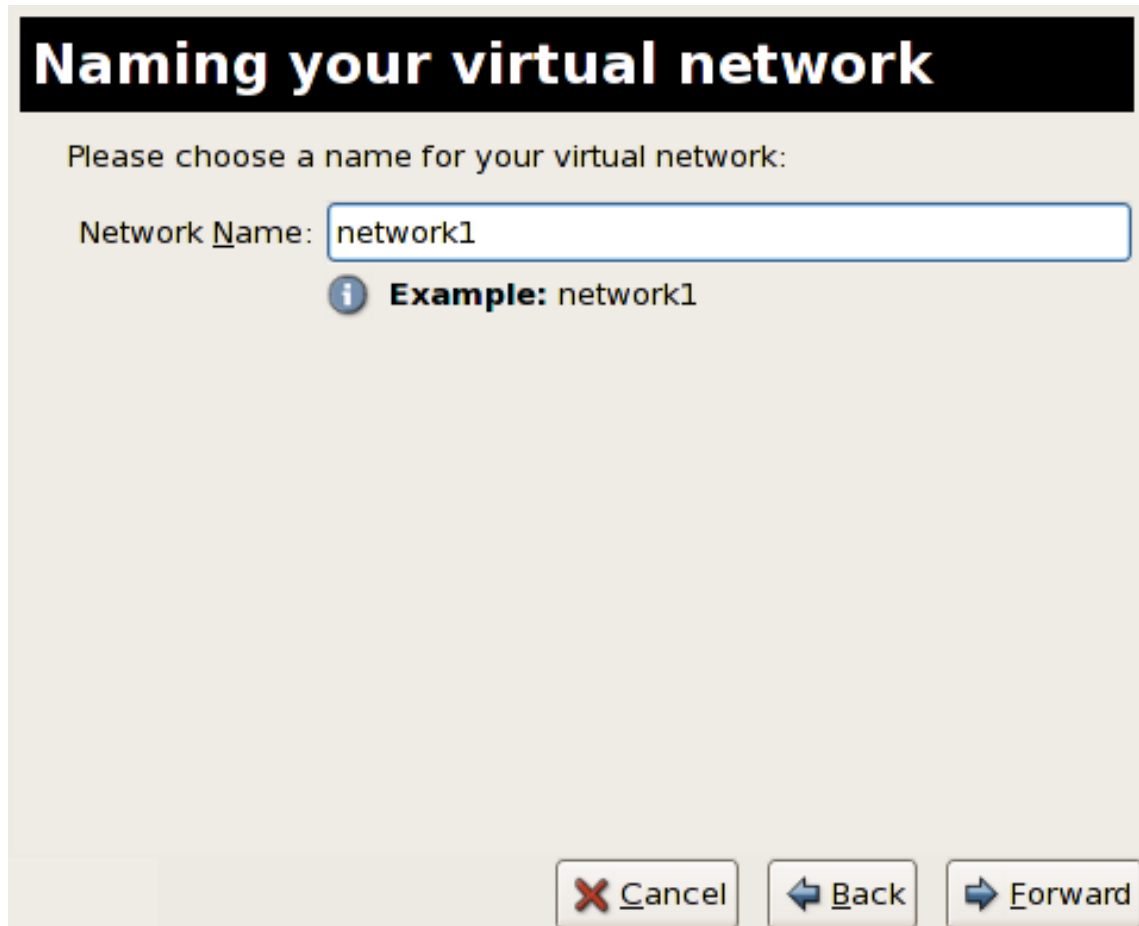 Naming your virtual network
Please choose a name for your virtual network:
Network Name: network1
Example: network1
Cancel Back Forward